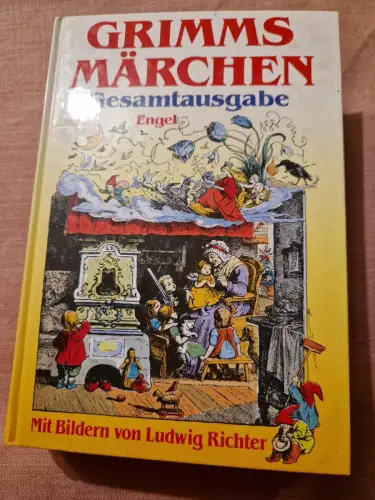 GRIMMS
MÄRCHEN
Gesamtausgabe
Engel
Mit Bildern von Ludwig Richter